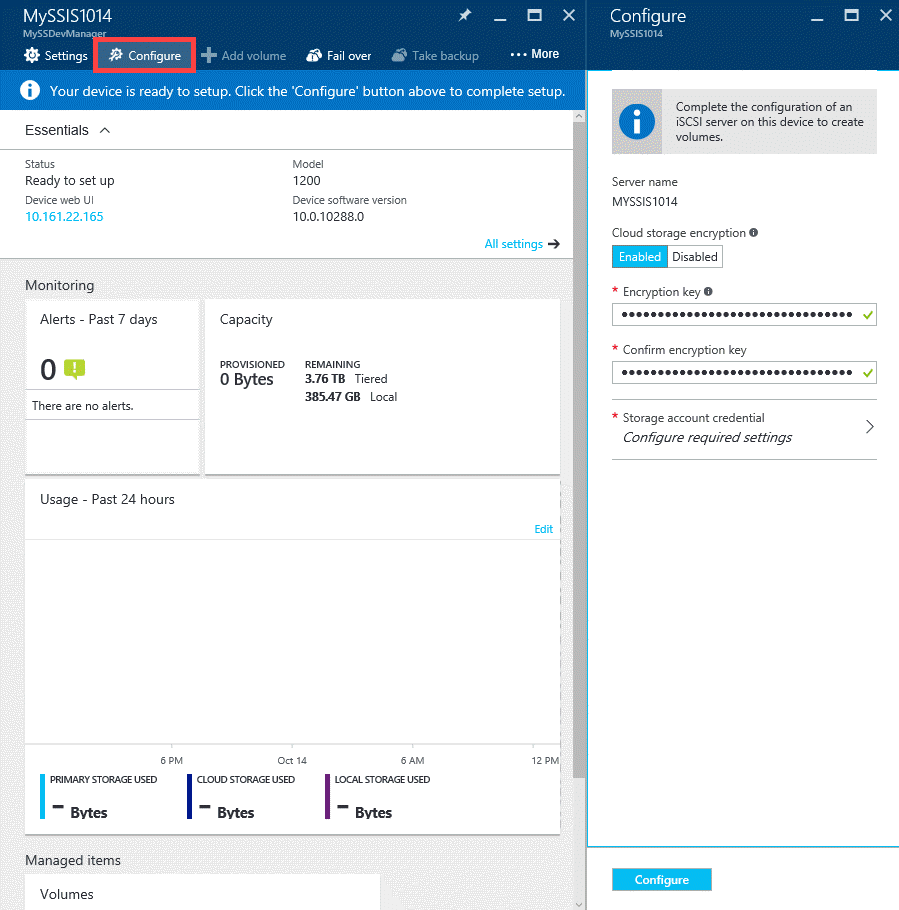 MySSIS1014
MySSDevManager
Settings
Configure
Add volume
Fail over
Take backup
More
Your device is ready to setup. Click the 'Configure' button above to complete setup.
Essentials
Status
Ready to set up
Model
1200
Device web UI
10.161.22.165
Device software version
10.0.10288.0
All settings
Monitoring
Alerts - Past 7 days
0
There are no alerts.
Capacity
PROVISIONED
0 Bytes
REMAINING
3.76 TB Tiered
385.47 GB Local
Usage - Past 24 hours
Edit
6 PM Oct 14 6 AM 12 PM
PRIMARY STORAGE USED
-- Bytes
CLOUD STORAGE USED
-- Bytes
LOCAL STORAGE USED
-- Bytes
Managed items
Volumes
Configure
MySSIS1014
Complete the configuration of an
iSCSI server on this device to create
volumes.
Server name
MYSSIS1014
Cloud storage encryption
Enabled Disabled
* Encryption key
* Confirm encryption key
* Storage account credential
Configure required settings
Configure